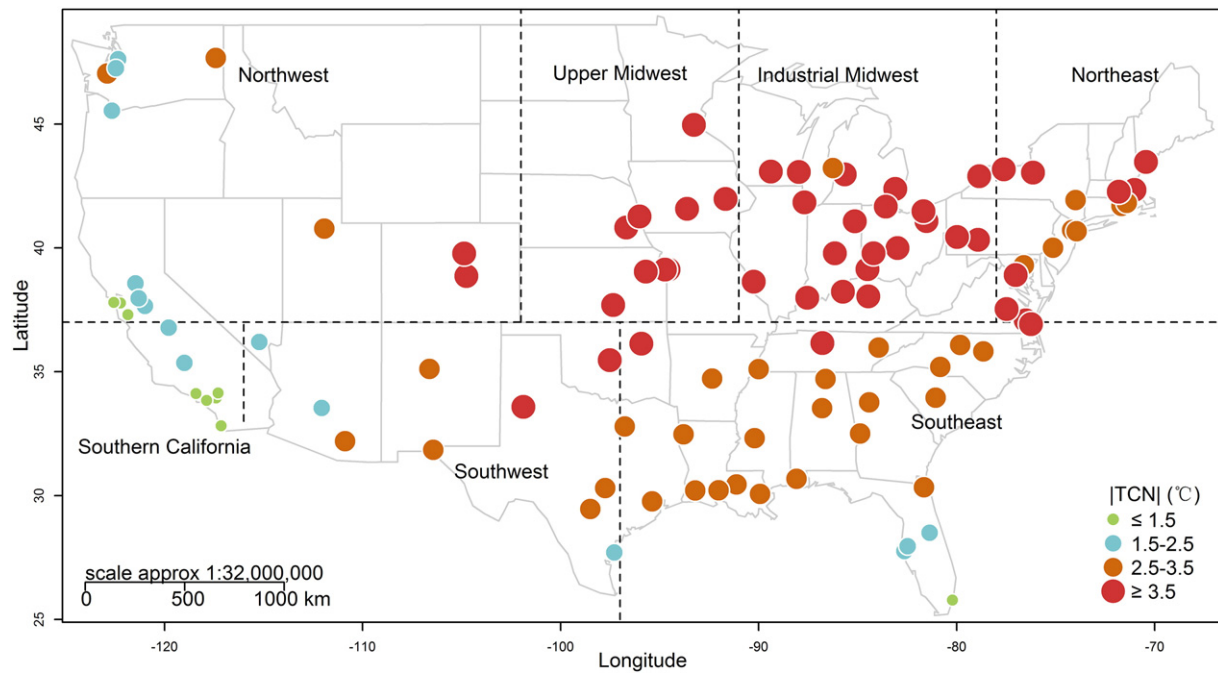 Northwest
Upper Midwest
Industrial Midwest
Northeast
Southern California
Southwest
Southeast
|TCN| (℃)
≤ 1.5
1.5-2.5
2.5-3.5
≥ 3.5
scale approx 1:32,000,000
0 500 1000 km
Latitude
45
40
35
30
25
-120 -110 -100 -90 -80 -70
Longitude